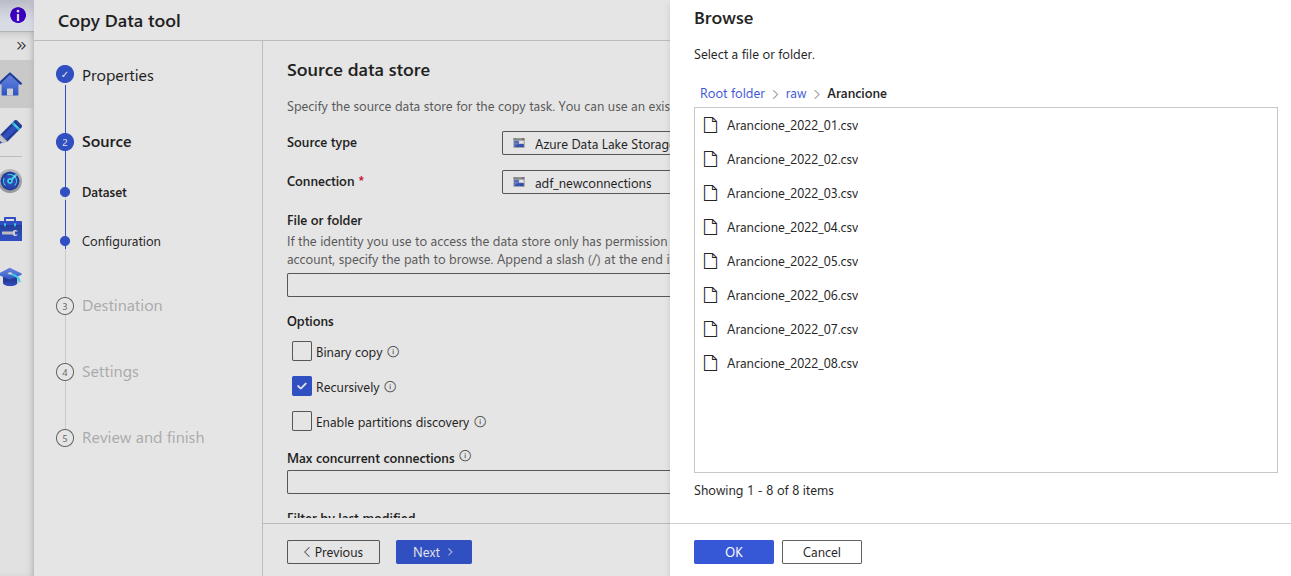 Copy Data tool
Properties
2
Source
Dataset
Configuration
3
Destination
4
Settings
5
Review and finish
Source data store
Specify the source data store for the copy task. You can use an exis
Source type
Azure Data Lake Storag
Connection *
adf_newconnections
File or folder
If the identity you use to access the data store only has permission
account, specify the path to browse. Append a slash (/) at the end i
Options
Binary copy
Recursively
Enable partitions discovery
Max concurrent connections
Filter by last modified
< Previous
Next >
Browse
Select a file or folder.
Root folder > raw > Arancione
Arancione_2022_01.csv
Arancione_2022_02.csv
Arancione_2022_03.csv
Arancione_2022_04.csv
Arancione_2022_05.csv
Arancione_2022_06.csv
Arancione_2022_07.csv
Arancione_2022_08.csv
Showing 1 - 8 of 8 items
OK
Cancel